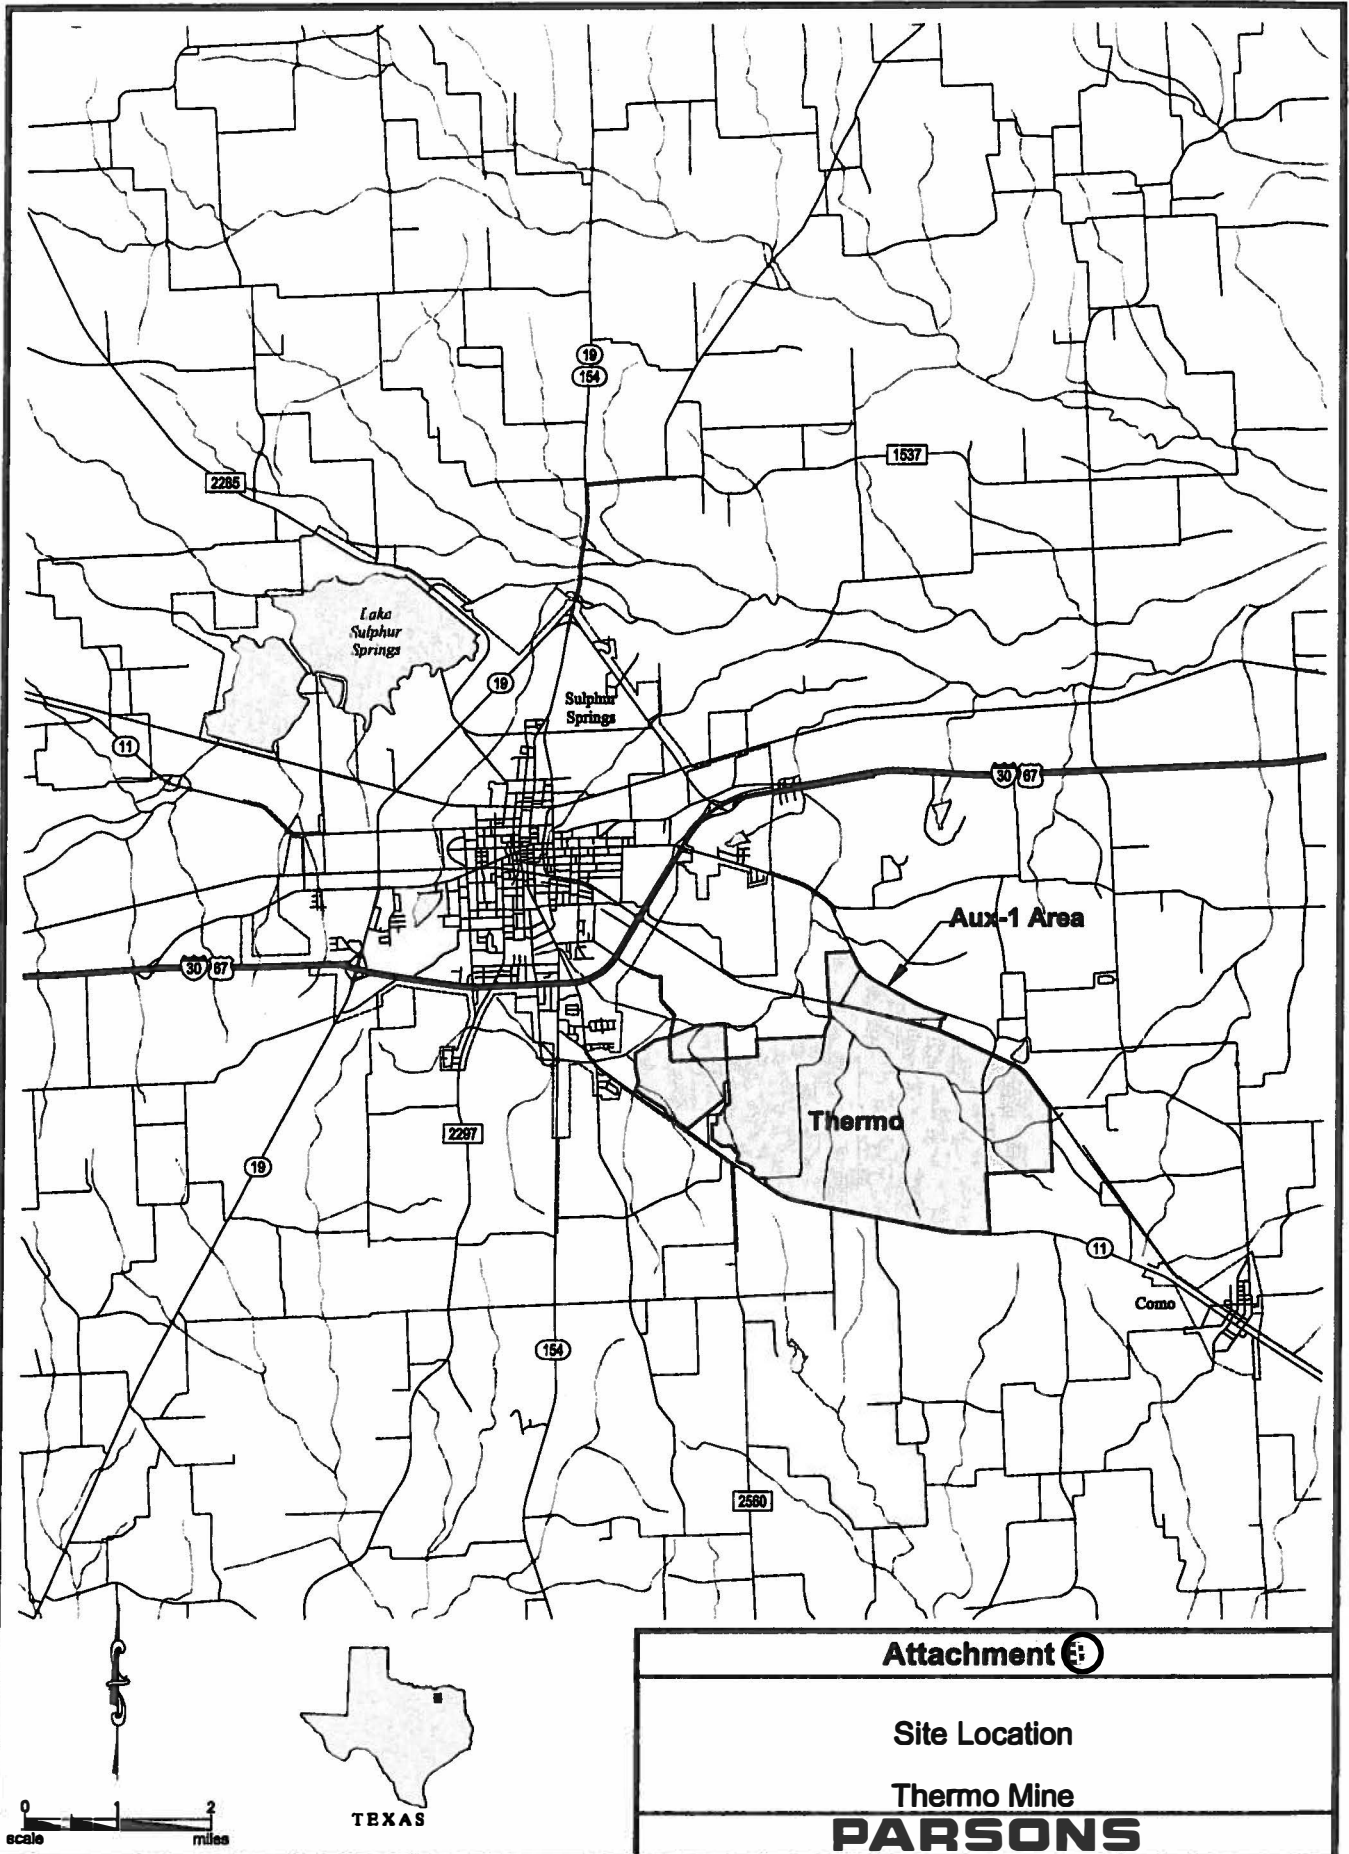 19
154
1537
2285
Lake
Sulphur
Springs
19
Sulphur
Springs
11
30 67
Aux-1 Area
30 67
Thermo
2297
19
11
Como
154
2560
Attachment
Site Location
Thermo Mine
PARSONS
TEXAS
0 1 2
scale miles